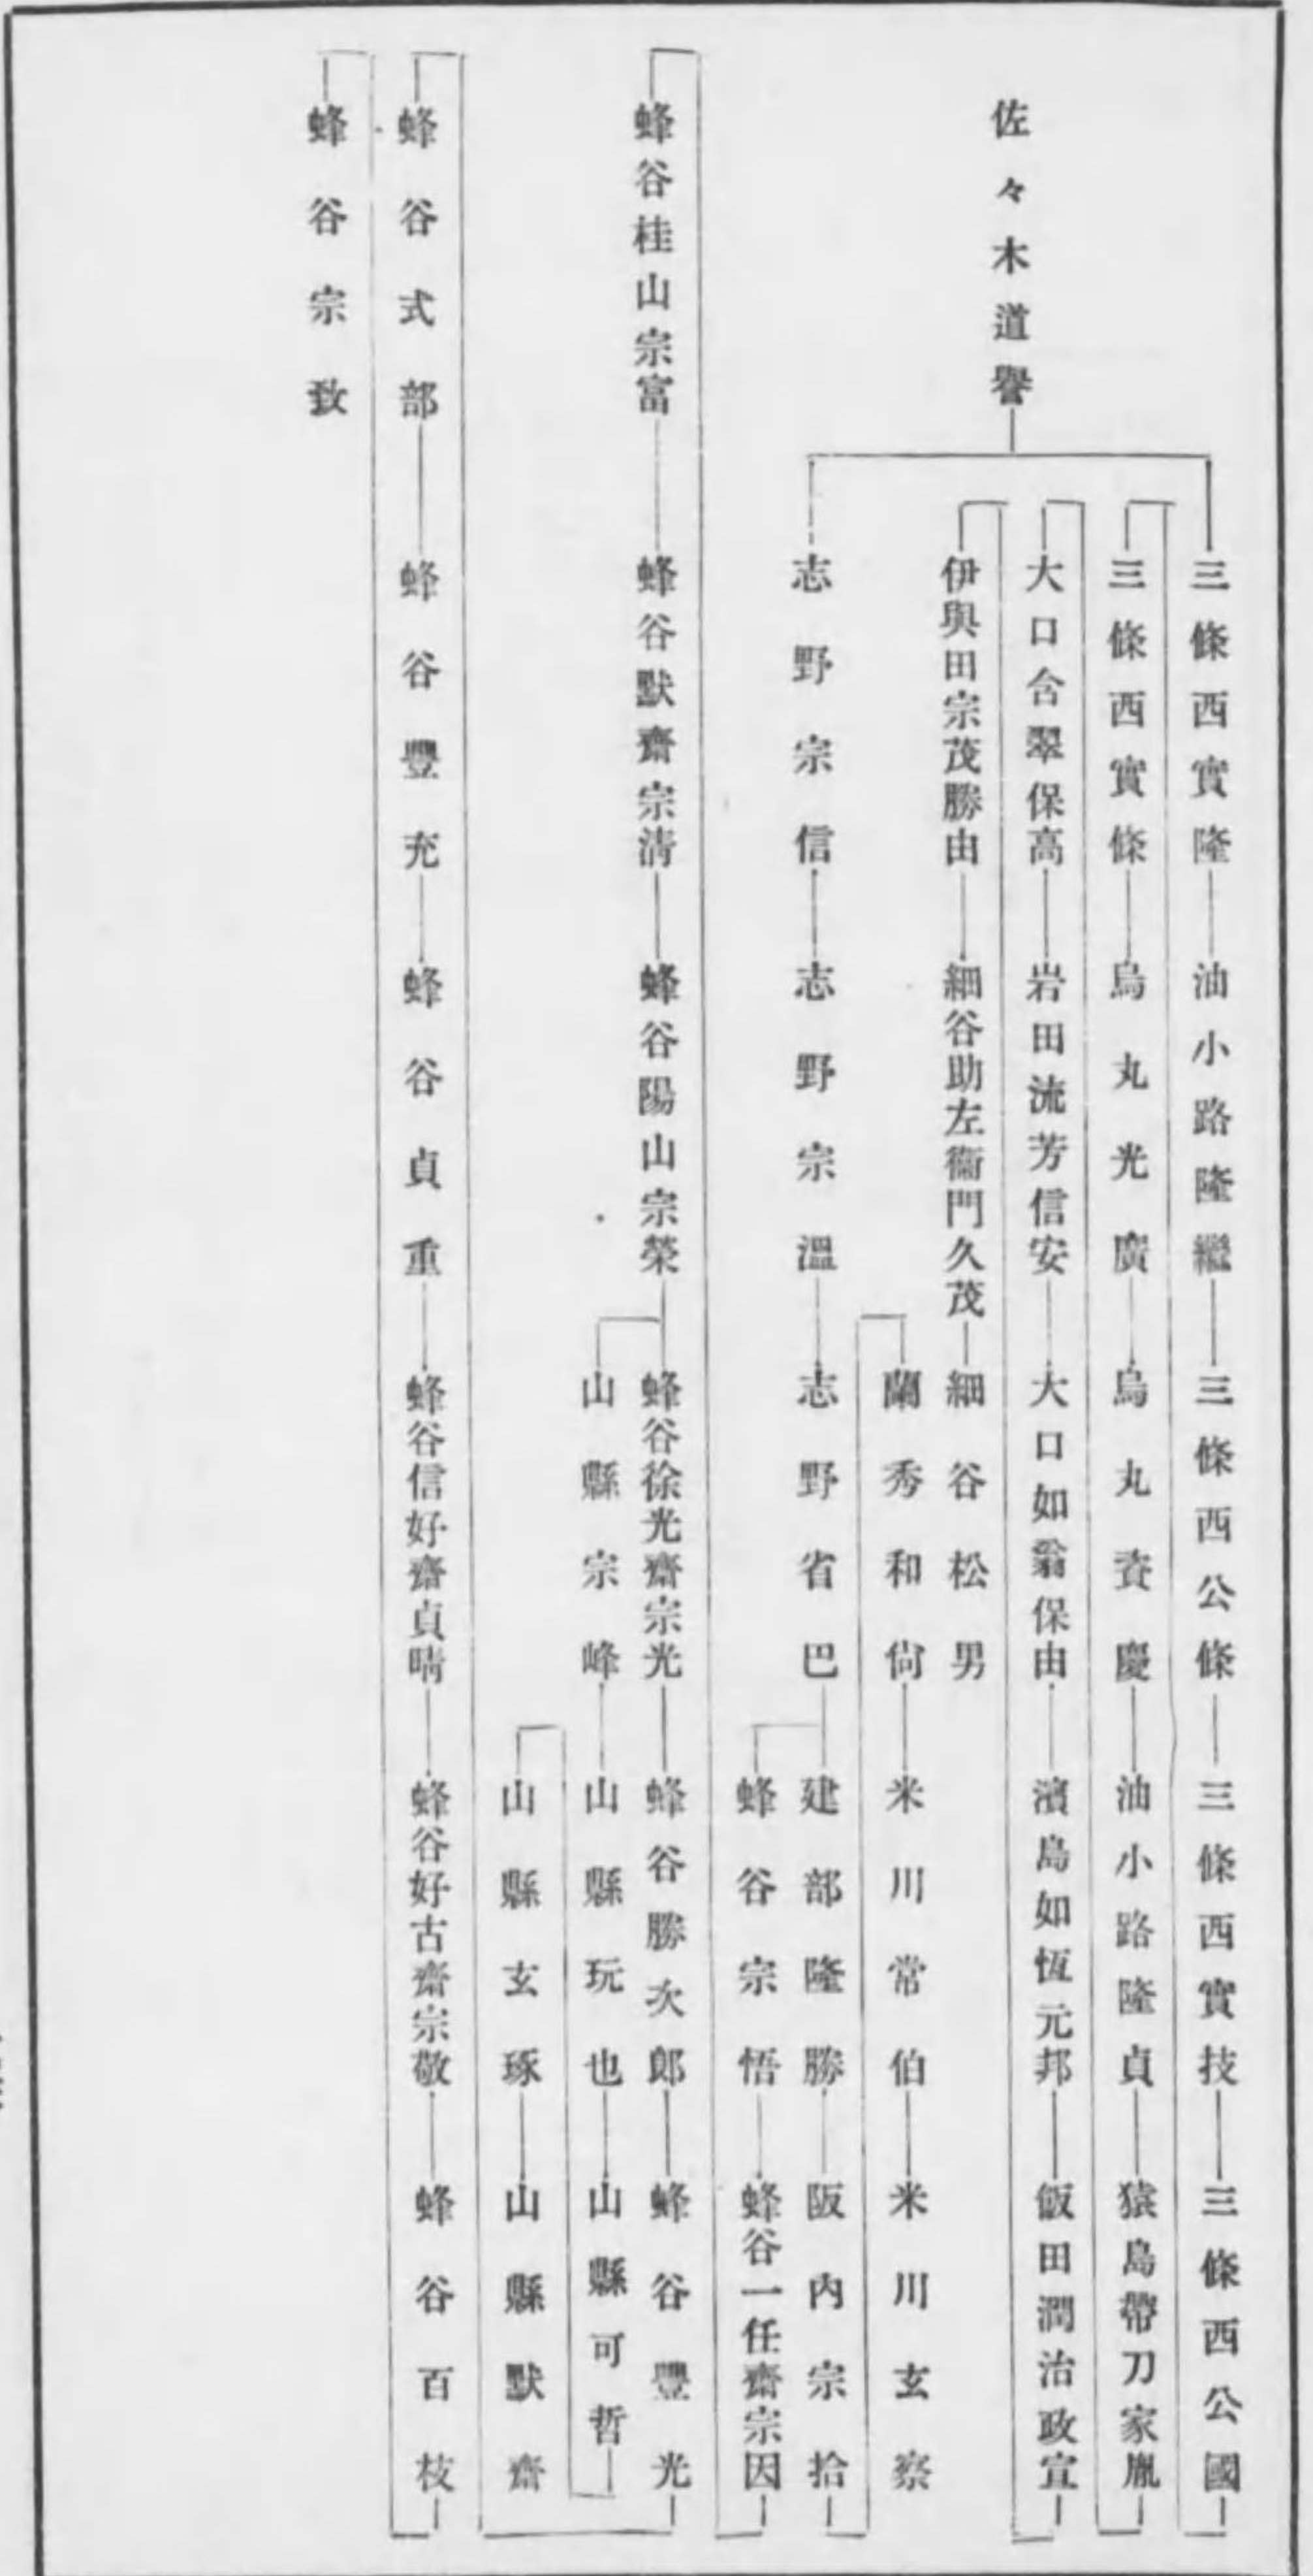 佐々木道譽
三條西實隆
油小路隆繼
三條西公條
三條西實技
三條西公國
三條西實條
烏丸光廣
烏丸資慶
油小路隆貞
猿島帶刀家胤
大口含翠保高
岩田流芳信安
大口如翁保由
濱島如恆元邦
飯田潤治政宣
伊與田宗茂勝由
細谷助左衞門久茂
細谷松男
志野宗信
志野宗溫
志野省巴
建部隆勝
阪內宗拾
蘭秀和尙
米川常伯
米川玄察
蜂谷宗悟
蜂谷一任齋宗因
蜂谷桂山宗富
蜂谷默齋宗淸
蜂谷陽山宗榮
蜂谷徐光齋宗光
蜂谷勝次郞
蜂谷豐光
山縣宗峰
山縣玩也
山縣可哲
山縣玄琢
山縣默齋
蜂谷式部
蜂谷豐充
蜂谷貞重
蜂谷信好齋貞晴
蜂谷好古齋宗敬
蜂谷百枝
蜂谷宗致